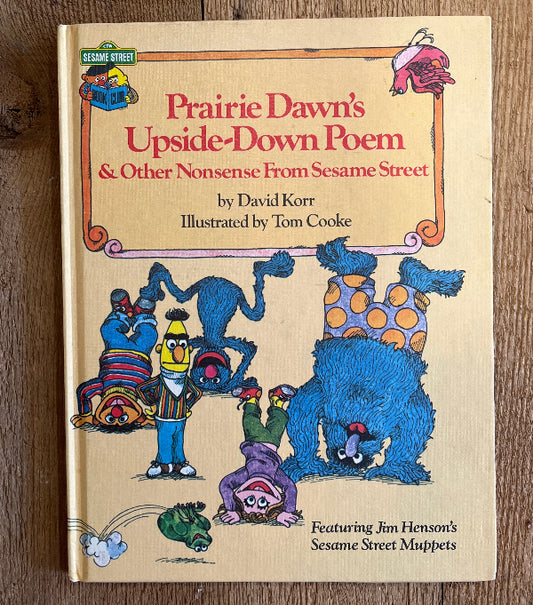 CTW
SESAME STREET
BOOK CLUB
Prairie Dawn's
Upside-Down Poem
& Other Nonsense From Sesame Street
by David Korr
Illustrated by Tom Cooke
Featuring Jim Henson's
Sesame Street Muppets